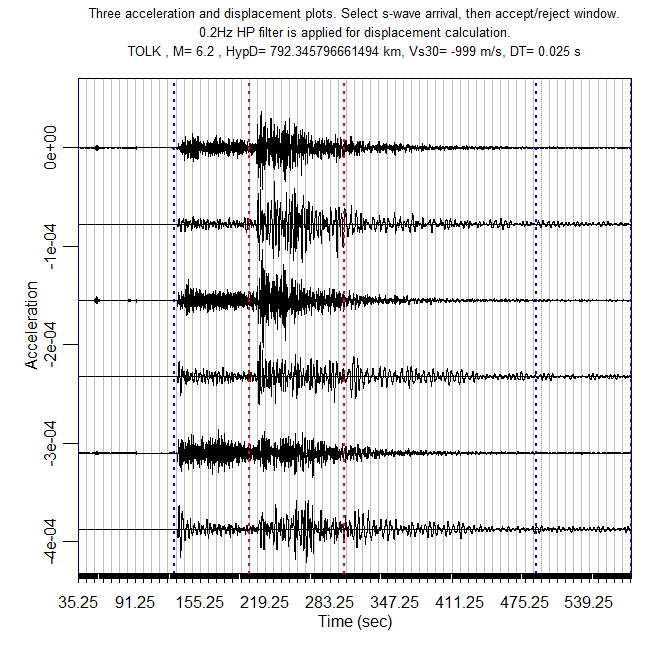 Three acceleration and displacement plots. Select s-wave arrival, then accept/reject window.
0.2Hz HP filter is applied for displacement calculation.
TOLK , M= 6.2 , HypD= 792.345796661494 km, Vs30= -999 m/s, DT= 0.025 s
0e+00
-1e-04
-2e-04
-3e-04
-4e-04
Acceleration
35.25 91.25 155.25 219.25 283.25 347.25 411.25 475.25 539.25
Time (sec)